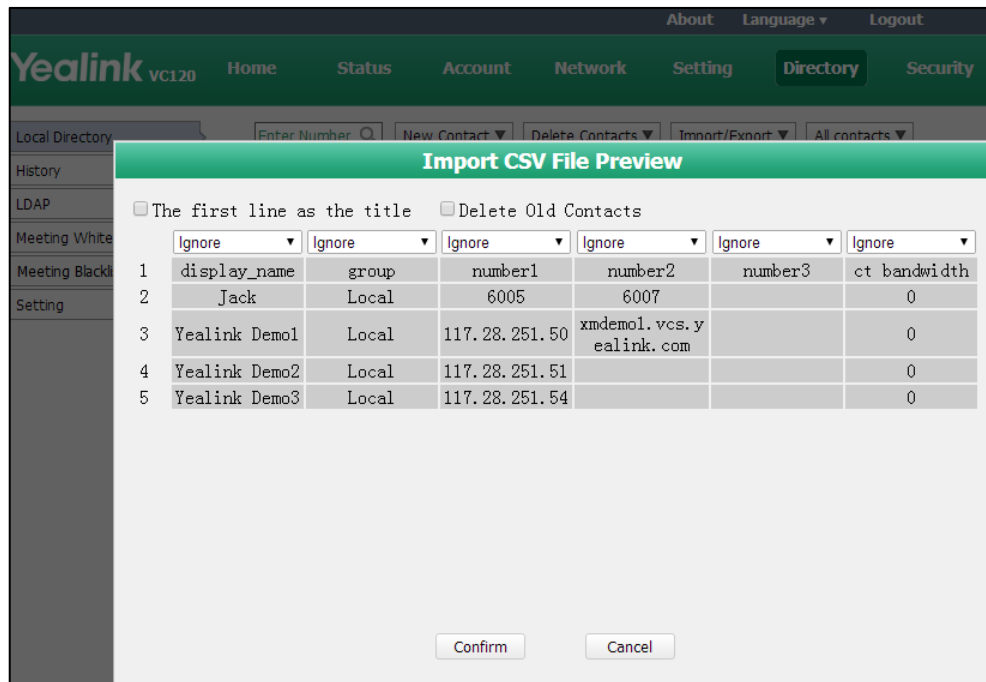 About Language ▾ Logout
Yealink VC120 Home Status Account Network Setting Directory Security
Local Directory Enter Number New Contact ▼ Delete Contacts ▼ Import/Export ▼ All contacts ▼
Import CSV File Preview
History
The first line as the title Delete Old Contacts
LDAP
Meeting White
Ignore ▼ Ignore ▼ Ignore ▼ Ignore ▼ Ignore ▼ Ignore ▼
Meeting Blackli
1 display_name group number1 number2 number3 ct bandwidth
Setting
2 Jack Local 6005 6007 0
3 Yealink Demo1 Local 117.28.251.50 xmdemo1.vcs.y
ealink.com 0
4 Yealink Demo2 Local 117.28.251.51 0
5 Yealink Demo3 Local 117.28.251.54 0
Confirm Cancel